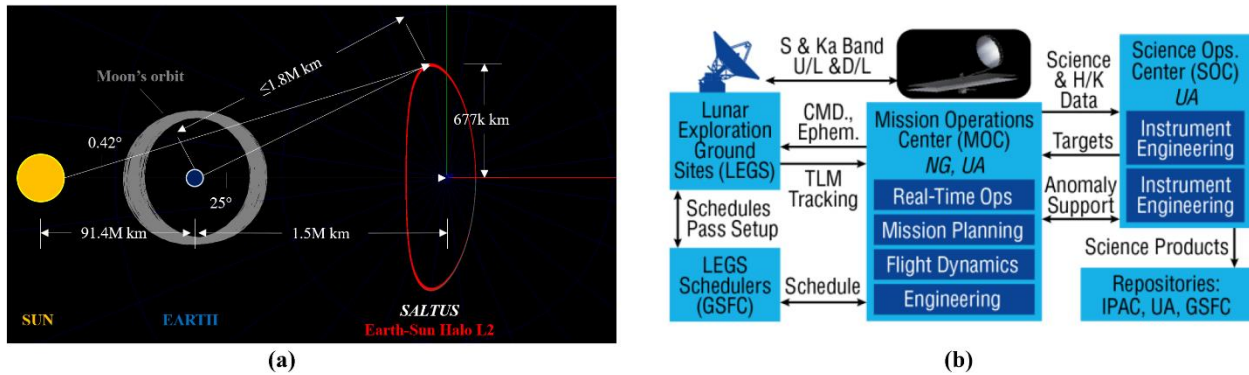 Moon's orbit
≤1.8M km
677k km
0.42°
25°
91.4M km
1.5M km
SUN
EARTH
SALTUS
Earth-Sun Halo L2
(a)
S & Ka Band
U/L &D/L
Lunar
Exploration
Ground
Sites (LEGS)
CMD.,
Ephem.
TLM
Tracking
Schedules
Pass Setup
LEGS
Schedulers
(GSFC)
Schedule
Mission Operations
Center (MOC)
NG, UA
Real-Time Ops
Mission Planning
Flight Dynamics
Engineering
Science
& H/K
Data
Targets
Anomaly
Support
Science Ops.
Center (SOC)
UA
Instrument
Engineering
Instrument
Engineering
Science Products
Repositories:
IPAC, UA, GSFC
(b)